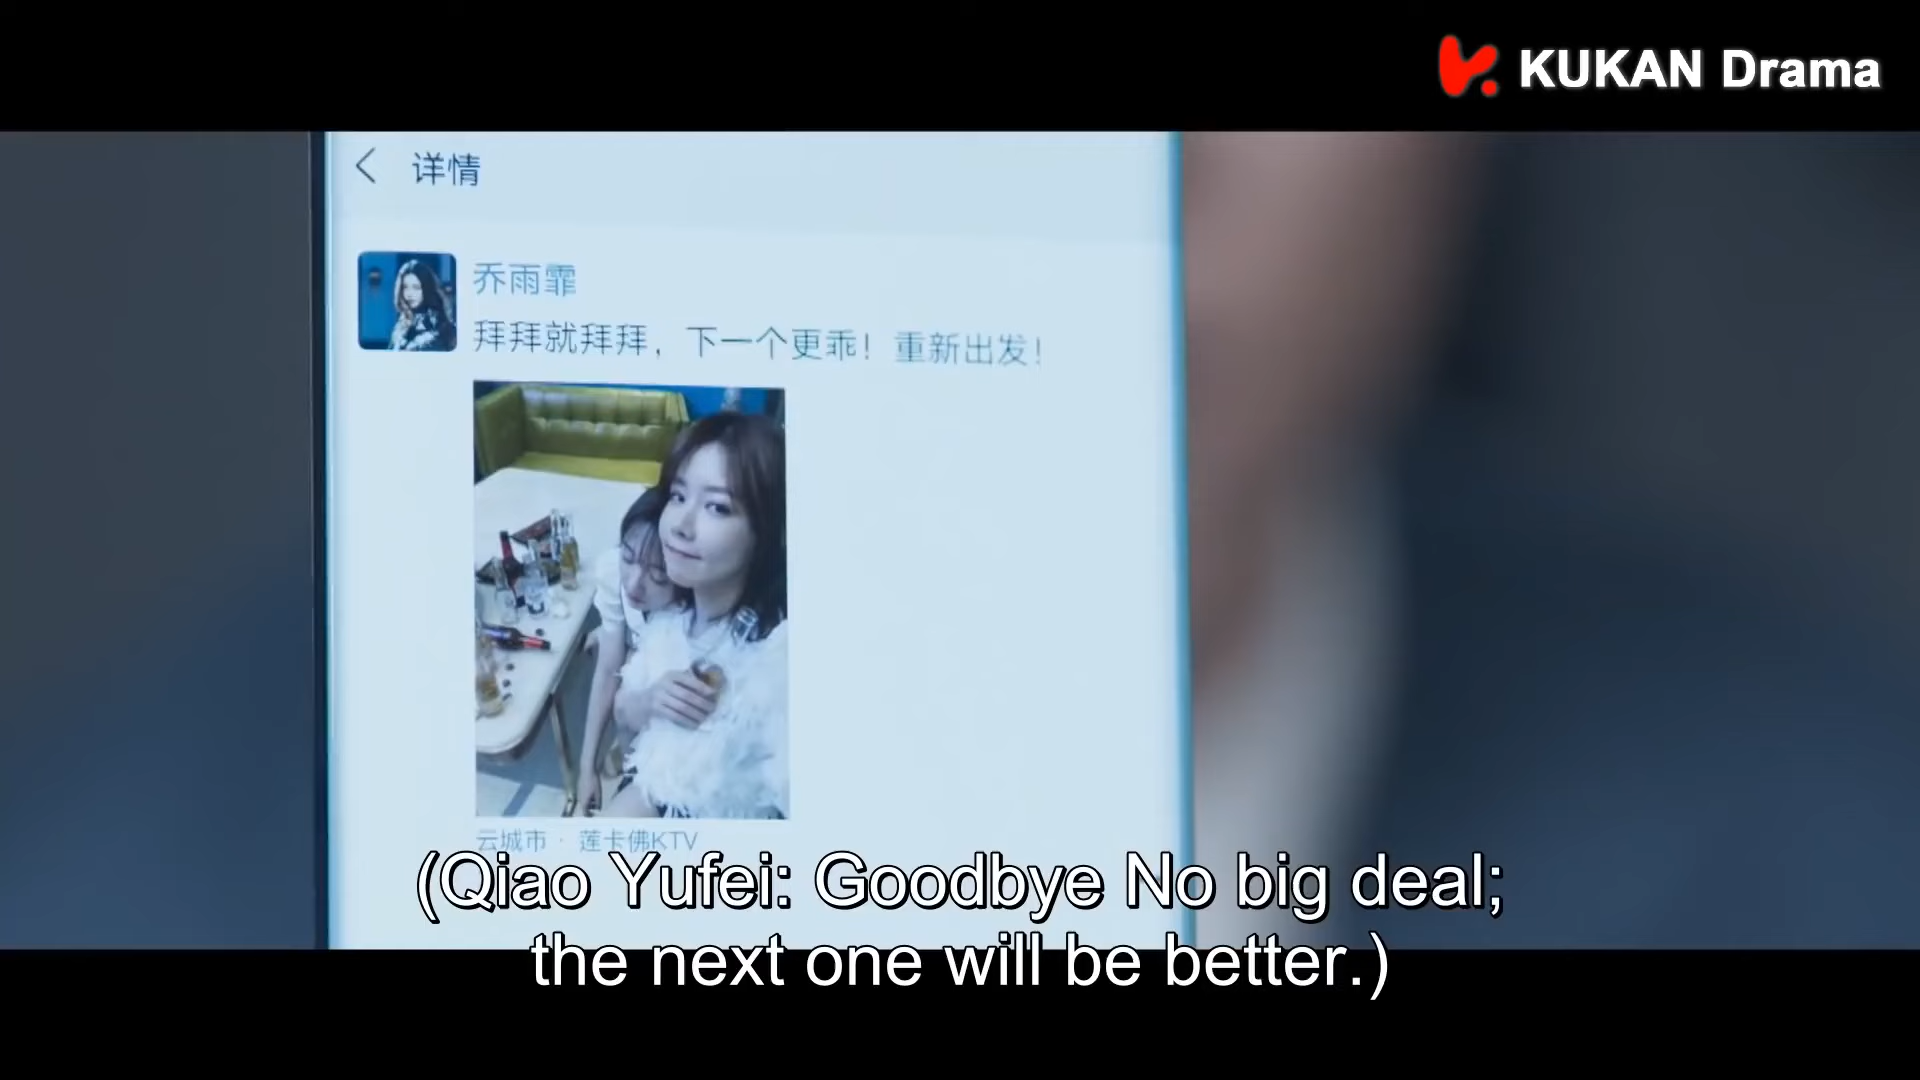 KUKAN Drama
详情
乔雨霏
拜拜就拜拜，下一个更乖！重新出发！
云城市 · 莲卡佛KTV
(Qiao Yufei: Goodbye No big deal;
the next one will be better.)